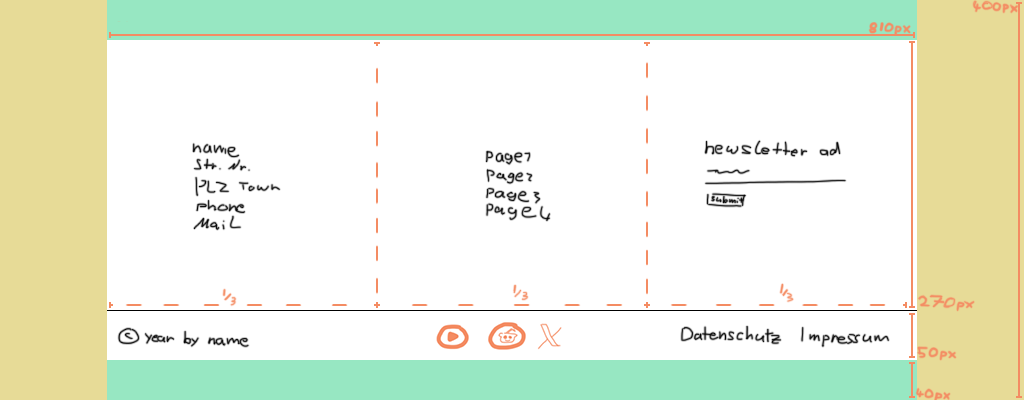 400px
810px
name
Str. Nr.
PLZ Town
Phone
Mail
Page1
Page2
Page3
Page4
newsletter ad
submit
1/3
1/3
1/3
270px
© year by name
Datenschutz Impressum
50px
40px